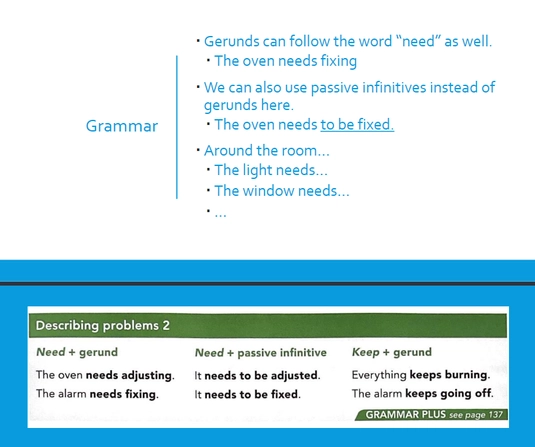 Grammar
• Gerunds can follow the word “need” as well.
• The oven needs fixing
• We can also use passive infinitives instead of
gerunds here.
• The oven needs to be fixed.
• Around the room…
• The light needs…
• The window needs…
• …
Describing problems 2
Need + gerund
The oven needs adjusting.
The alarm needs fixing.
Need + passive infinitive
It needs to be adjusted.
It needs to be fixed.
Keep + gerund
Everything keeps burning.
The alarm keeps going off.
GRAMMAR PLUS see page 137